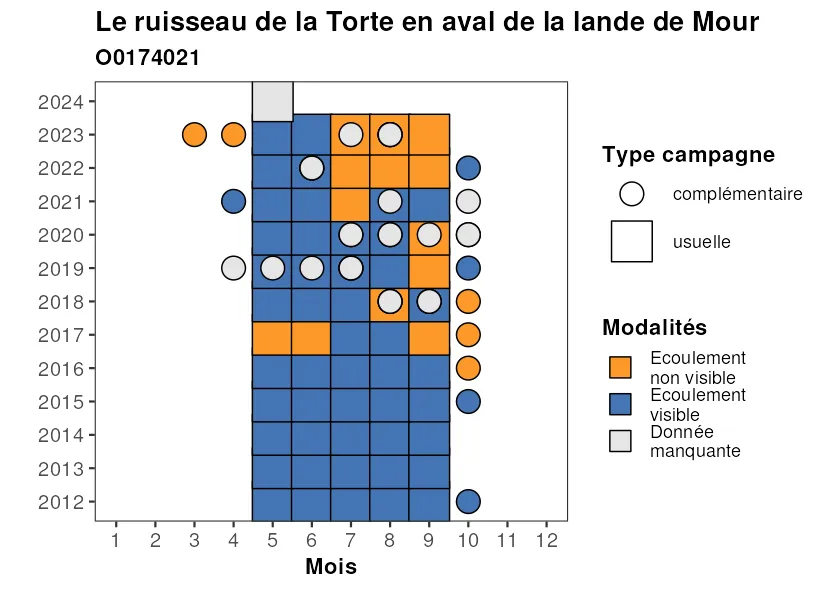 Le ruisseau de la Torte en aval de la lande de Mour
O0174021
2024
2023
2022
2021
2020
2019
2018
2017
2016
2015
2014
2013
2012
1 2 3 4 5 6 7 8 9 10 11 12
Mois
Type campagne
complémentaire
usuelle
Modalités
Ecoulement
non visible
Ecoulement
visible
Donnée
manquante